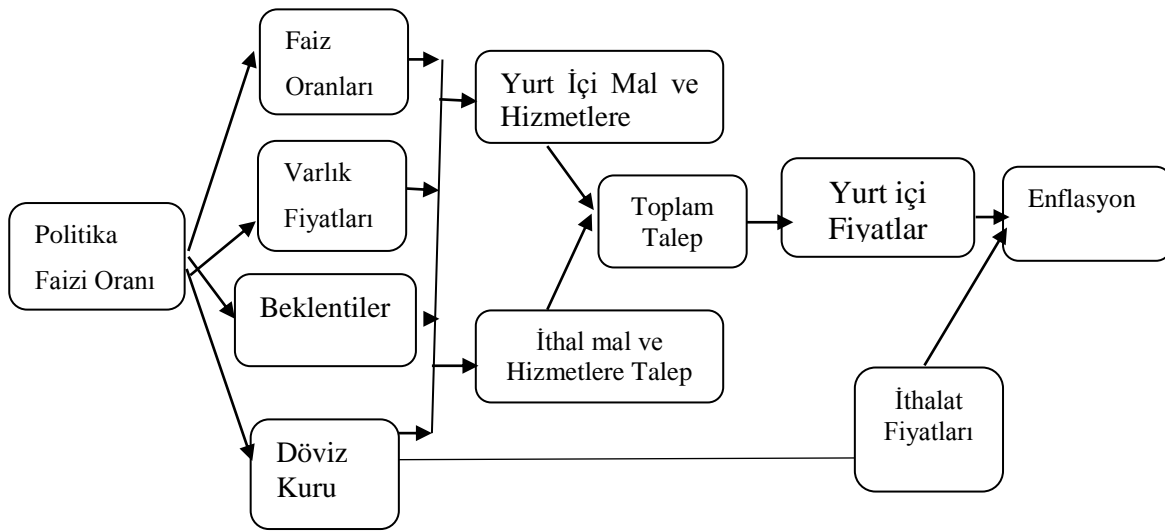 Politika
Faizi Oranı
Faiz
Oranları
Varlık
Fiyatları
Beklentiler
Döviz
Kuru
Yurt İçi Mal ve
Hizmetlere
İthal mal ve
Hizmetlere Talep
Toplam
Talep
Yurt içi
Fiyatlar
İthalat
Fiyatları
Enflasyon